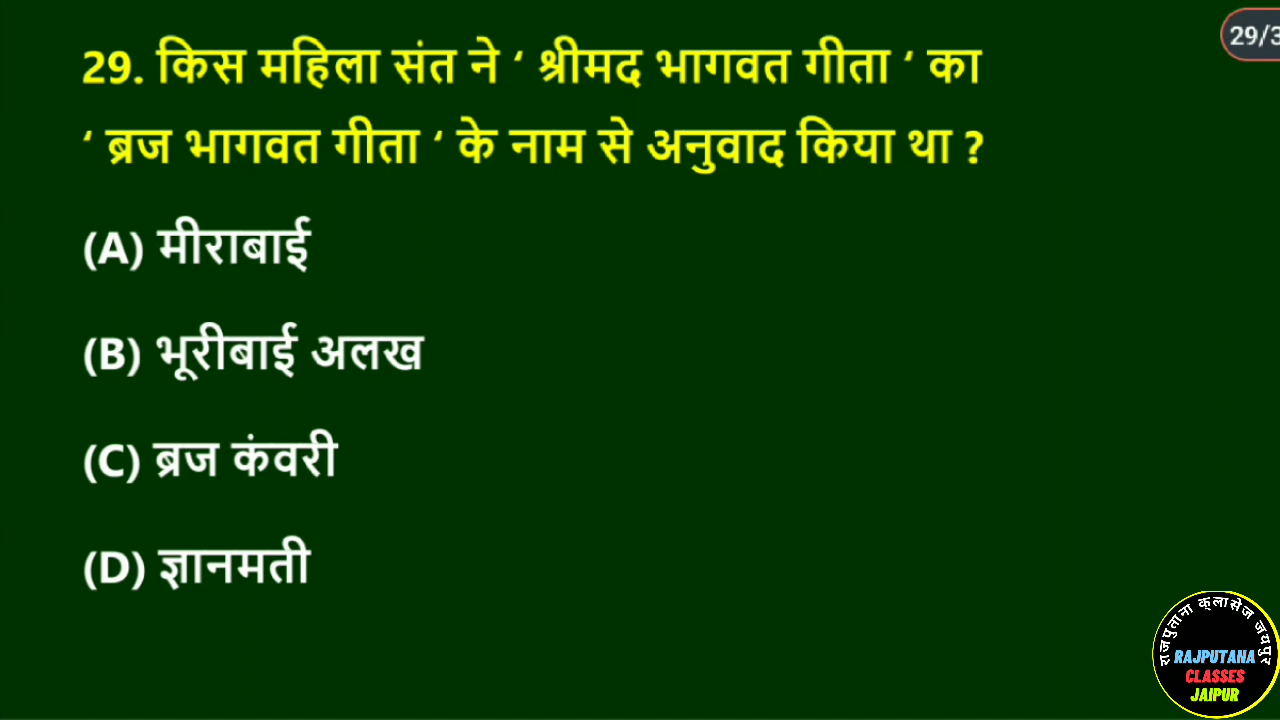 29/3
29. किस महिला संत ने ‘ श्रीमद भागवत गीता ‘ का
‘ ब्रज भागवत गीता ‘ के नाम से अनुवाद किया था ?
(A) मीराबाई
(B) भूरीबाई अलख
(C) ब्रज कंवरी
(D) ज्ञानमती
राजपुताना क्लासेज जयपुर
RAJPUTANA
CLASSES
JAIPUR